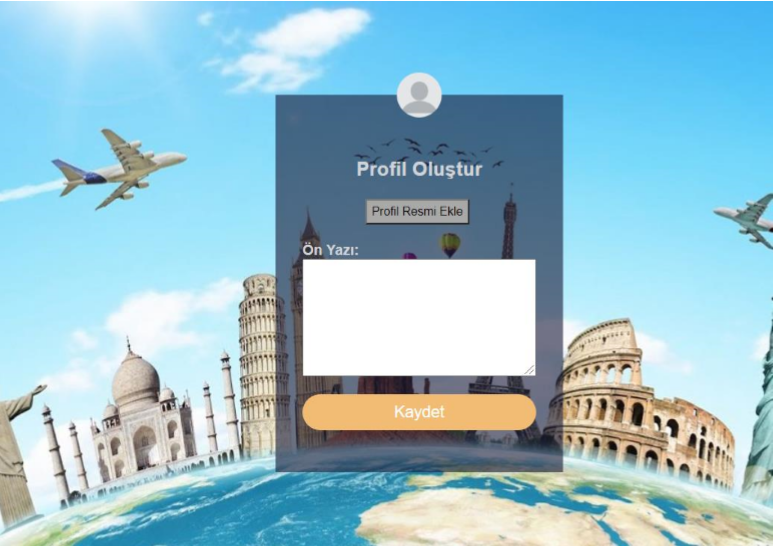 Profil Oluştur
Profil Resmi Ekle
Ön Yazı:
Kaydet